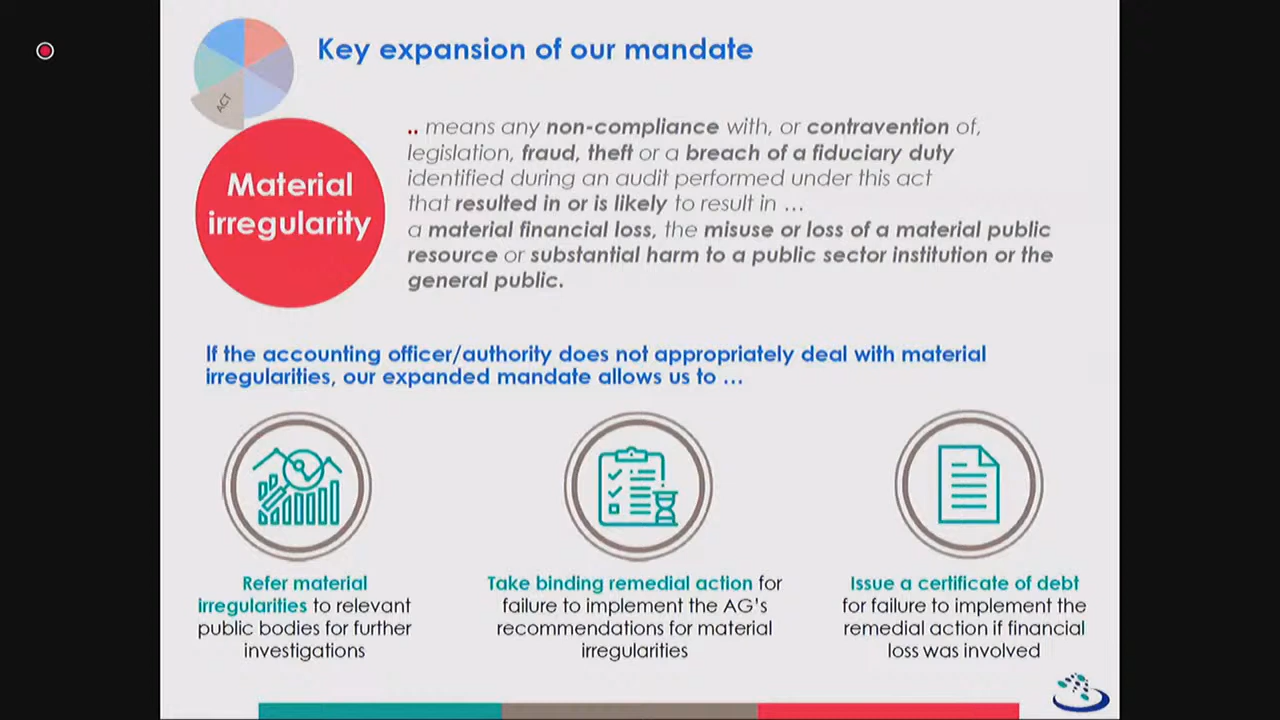 Key expansion of our mandate
ACT
Material
irregularity
.. means any non-compliance with, or contravention of,
legislation, fraud, theft or a breach of a fiduciary duty
identified during an audit performed under this act
that resulted in or is likely to result in …
a material financial loss, the misuse or loss of a material public
resource or substantial harm to a public sector institution or the
general public.
If the accounting officer/authority does not appropriately deal with material
irregularities, our expanded mandate allows us to …
Refer material
irregularities to relevant
public bodies for further
investigations
Take binding remedial action for
failure to implement the AG's
recommendations for material
irregularities
Issue a certificate of debt
for failure to implement the
remedial action if financial
loss was involved